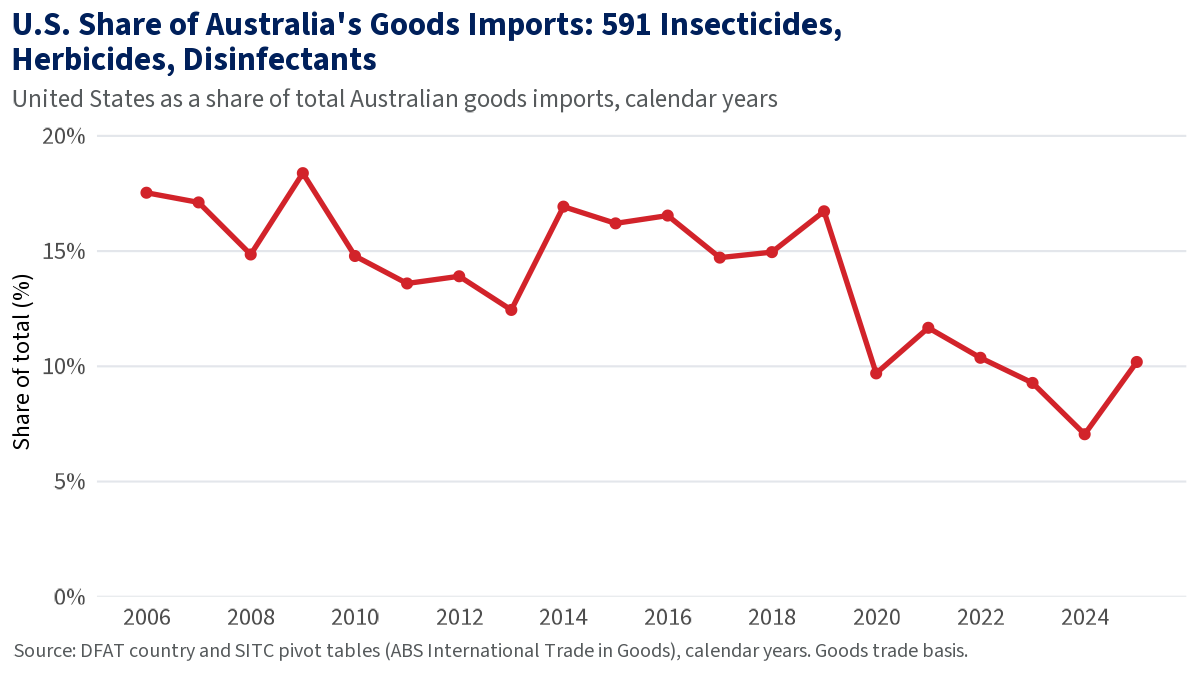 U.S. Share of Australia's Goods Imports: 591 Insecticides,
Herbicides, Disinfectants
United States as a share of total Australian goods imports, calendar years
Share of total (%)
20%
15%
10%
5%
0%
2006 2008 2010 2012 2014 2016 2018 2020 2022 2024
Source: DFAT country and SITC pivot tables (ABS International Trade in Goods), calendar years. Goods trade basis.